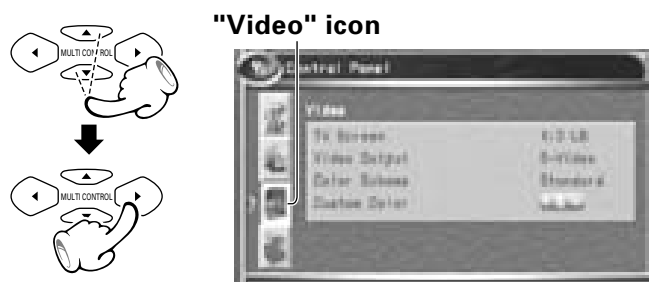 "Video" icon
MULTI CONTROL
MULTI CONTROL
Control Panel
Video
TV Screen 4:3 LB
Video Output S-Video
Color Scheme Standard
Custom Color